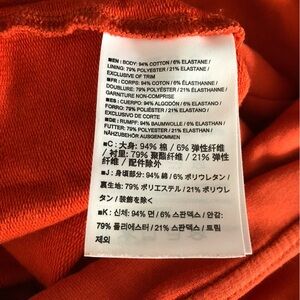 ■EN : BODY: 94% COTTON / 6% ELASTANE /
LINING: 79% POLYESTER / 21% ELASTANE /
EXCLUSIVE OF TRIM
■FR : CORPS: 94% COTON / 6% ÉLASTHANNE /
DOUBLURE: 79% POLYESTER / 21% ÉLASTHANNE /
GARNITURE NON-COMPRISE
■ES : CUERPO: 94% ALGODÓN / 6% ELASTANO /
FORRO: 79% POLIÉSTER / 21% ELASTANO /
EXCLUSIVO DE CORTE
■DE : RUMPF: 94% BAUMWOLLE / 6% ELASTHAN /
FUTTER: 79% POLYESTER / 21% ELASTHAN /
NÄHZUBEHÖR AUSGENOMMEN
■C : 大身: 94% 棉 / 6% 弹性纤维
/ 衬里: 79% 聚酯纤维 / 21% 弹性
纤维 / 配件除外
■J : 身頃部分: 94% 綿 / 6% ポリウレタン /
裏地: 79% ポリエステル / 21% ポリウレ
タン / 装飾を除く
■K : 신체: 94% 면 / 6% 스판덱스 / 안감:
79% 폴리에스터 / 21% 스판덱스 / 트림
제외